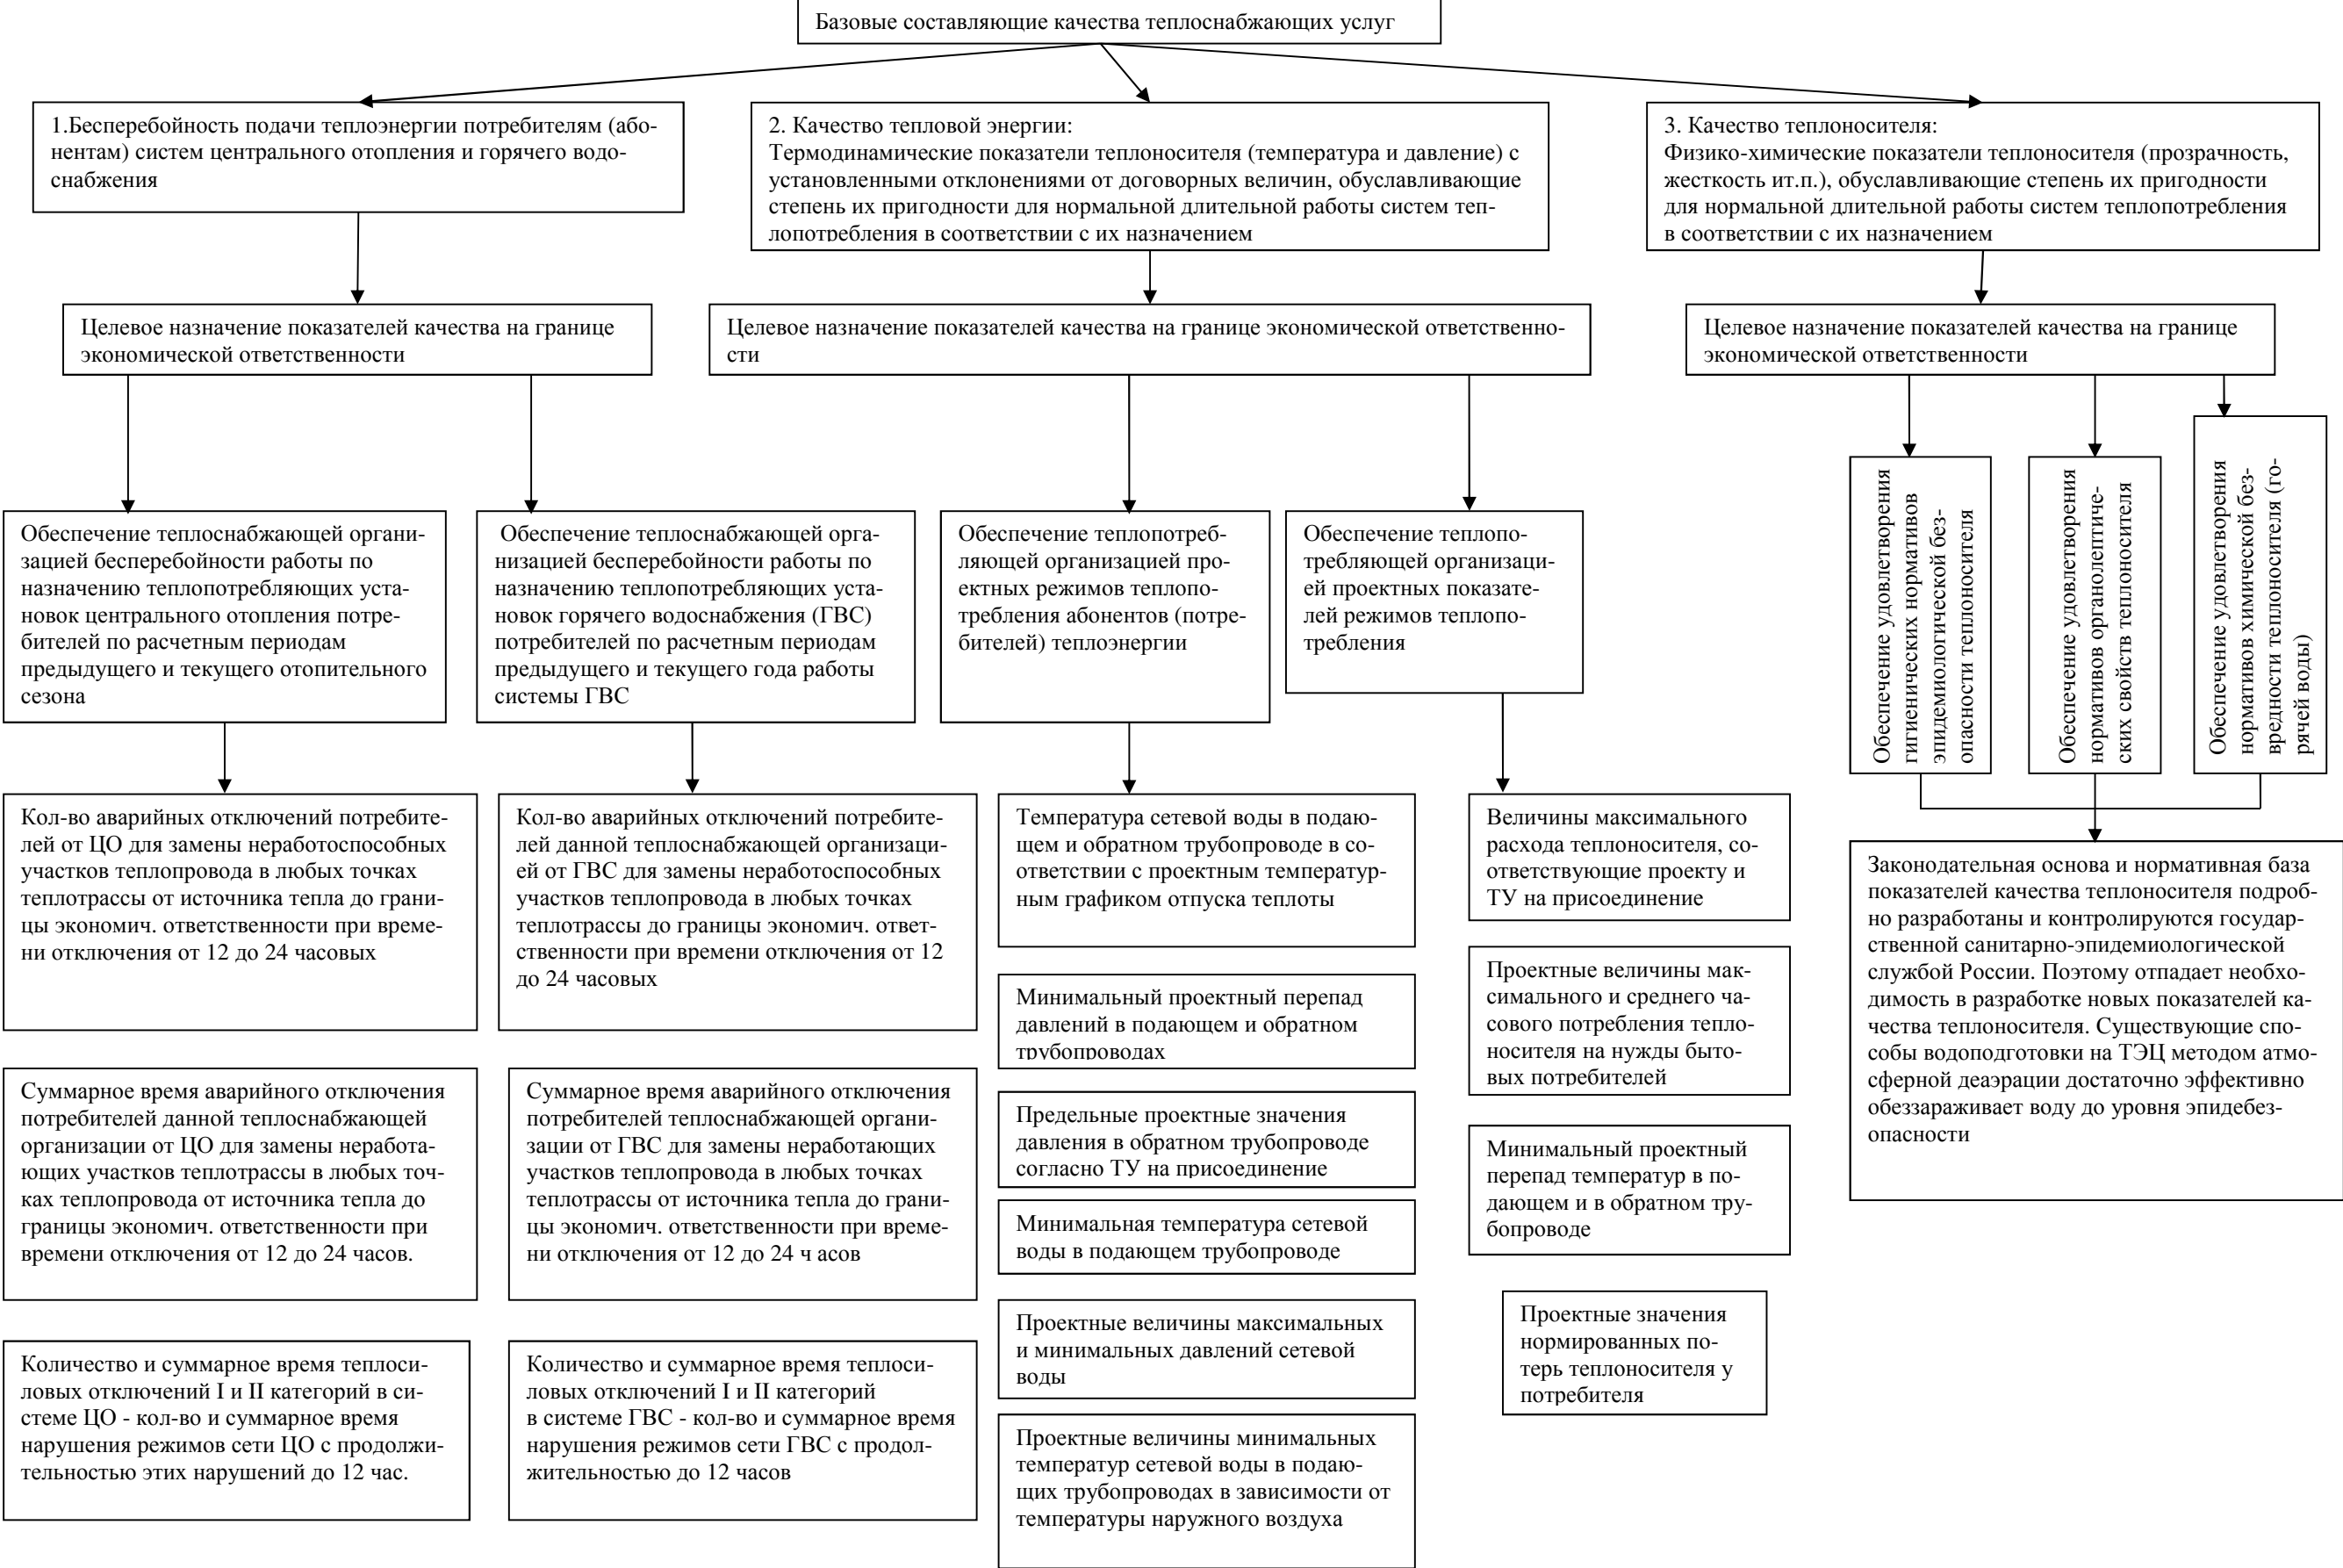 Базовые составляющие качества теплоснабжающих услуг
1.Бесперебойность подачи теплоэнергии потребителям (або-
нентам) систем центрального отопления и горячего водо-
снабжения
2. Качество тепловой энергии:
Термодинамические показатели теплоносителя (температура и давление) с
установленными отклонениями от договорных величин, обуславливающие
степень их пригодности для нормальной длительной работы систем теп-
лопотребления в соответствии с их назначением
3. Качество теплоносителя:
Физико-химические показатели теплоносителя (прозрачность,
жесткость ит.п.), обуславливающие степень их пригодности
для нормальной длительной работы систем теплопотребления
в соответствии с их назначением
Целевое назначение показателей качества на границе
экономической ответственности
Целевое назначение показателей качества на границе экономической ответственно-
сти
Целевое назначение показателей качества на границе
экономической ответственности
Обеспечение теплоснабжающей органи-
зацией бесперебойности работы по
назначению теплопотребляющих уста-
новок центрального отопления потре-
бителей по расчетным периодам
предыдущего и текущего отопительного
сезона
Обеспечение теплоснабжающей орга-
низацией бесперебойности работы по
назначению теплопотребляющих уста-
новок горячего водоснабжения (ГВС)
потребителей по расчетным периодам
предыдущего и текущего года работы
системы ГВС
Обеспечение теплопотреб-
ляющей организацией про-
ектных режимов теплопо-
требления абонентов (потре-
бителей) теплоэнергии
Обеспечение теплопо-
требляющей организаци-
ей проектных показате-
лей режимов теплопо-
требления
Обеспечение удовлетворения
гигиенических нормативов
эпидемиологической без-
опасности теплоносителя
Обеспечение удовлетворения
нормативов органолептиче-
ских свойств теплоносителя
Обеспечение удовлетворения
нормативов химической без-
вредности теплоносителя (го-
рячей воды)
Кол-во аварийных отключений потребите-
лей от ЦО для замены неработоспособных
участков теплопровода в любых точках
теплотрассы от источника тепла до грани-
цы экономич. ответственности при време-
ни отключения от 12 до 24 часовых
Кол-во аварийных отключений потребите-
лей данной теплоснабжающей организаци-
ей от ГВС для замены неработоспособных
участков теплопровода в любых точках
теплотрассы до границы экономич. ответ-
ственности при времени отключения от 12
до 24 часовых
Температура сетевой воды в подаю-
щем и обратном трубопроводе в со-
ответствии с проектным температур-
ным графиком отпуска теплоты
Величины максимального
расхода теплоносителя, со-
ответствующие проекту и
ТУ на присоединение
Законодательная основа и нормативная база
показателей качества теплоносителя подроб-
но разработаны и контролируются государ-
ственной санитарно-эпидемиологической
службой России. Поэтому отпадает необхо-
димость в разработке новых показателей ка-
чества теплоносителя. Существующие спо-
собы водоподготовки на ТЭЦ методом атмо-
сферной деаэрации достаточно эффективно
обеззараживает воду до уровня эпидебез-
опасности
Минимальный проектный перепад
давлений в подающем и обратном
трубопроводах
Проектные величины мак-
симального и среднего ча-
сового потребления тепло-
носителя на нужды быто-
вых потребителей
Суммарное время аварийного отключения
потребителей данной теплоснабжающей
организации от ЦО для замены неработа-
ющих участков теплотрассы в любых точ-
ках теплопровода от источника тепла до
границы экономич. ответственности при
времени отключения от 12 до 24 часов.
Суммарное время аварийного отключения
потребителей теплоснабжающей органи-
зации от ГВС для замены неработающих
участков теплопровода в любых точках
теплотрассы от источника тепла до грани-
цы экономич. ответственности при време-
ни отключения от 12 до 24 ч асов
Предельные проектные значения
давления в обратном трубопроводе
согласно ТУ на присоединение
Минимальный проектный
перепад температур в по-
дающем и в обратном тру-
бопроводе
Минимальная температура сетевой
воды в подающем трубопроводе
Проектные величины максимальных
и минимальных давлений сетевой
воды
Проектные значения
нормированных по-
терь теплоносителя у
потребителя
Количество и суммарное время теплоси-
ловых отключений I и II категорий в си-
стеме ЦО - кол-во и суммарное время
нарушения режимов сети ЦО с продолжи-
тельностью этих нарушений до 12 час.
Количество и суммарное время теплоси-
ловых отключений I и II категорий
в системе ГВС - кол-во и суммарное время
нарушения режимов сети ГВС с продол-
жительностью до 12 часов
Проектные величины минимальных
температур сетевой воды в подаю-
щих трубопроводах в зависимости от
температуры наружного воздуха